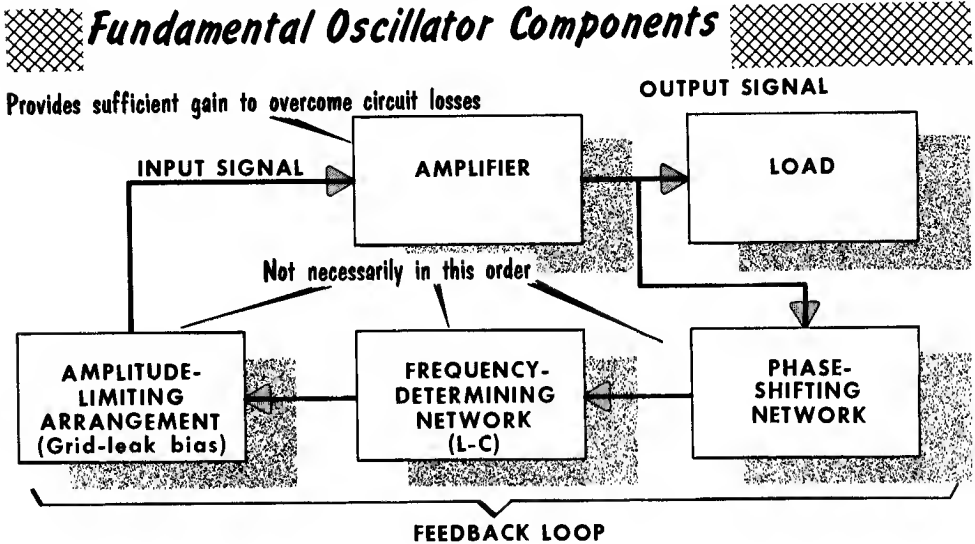 Fundamental Oscillator Components
Provides sufficient gain to overcome circuit losses
OUTPUT SIGNAL
INPUT SIGNAL
AMPLIFIER
LOAD
Not necessarily in this order
AMPLITUDE-
LIMITING
ARRANGEMENT
(Grid-leak bias)
FREQUENCY-
DETERMINING
NETWORK
(L-C)
PHASE-
SHIFTING
NETWORK
FEEDBACK LOOP